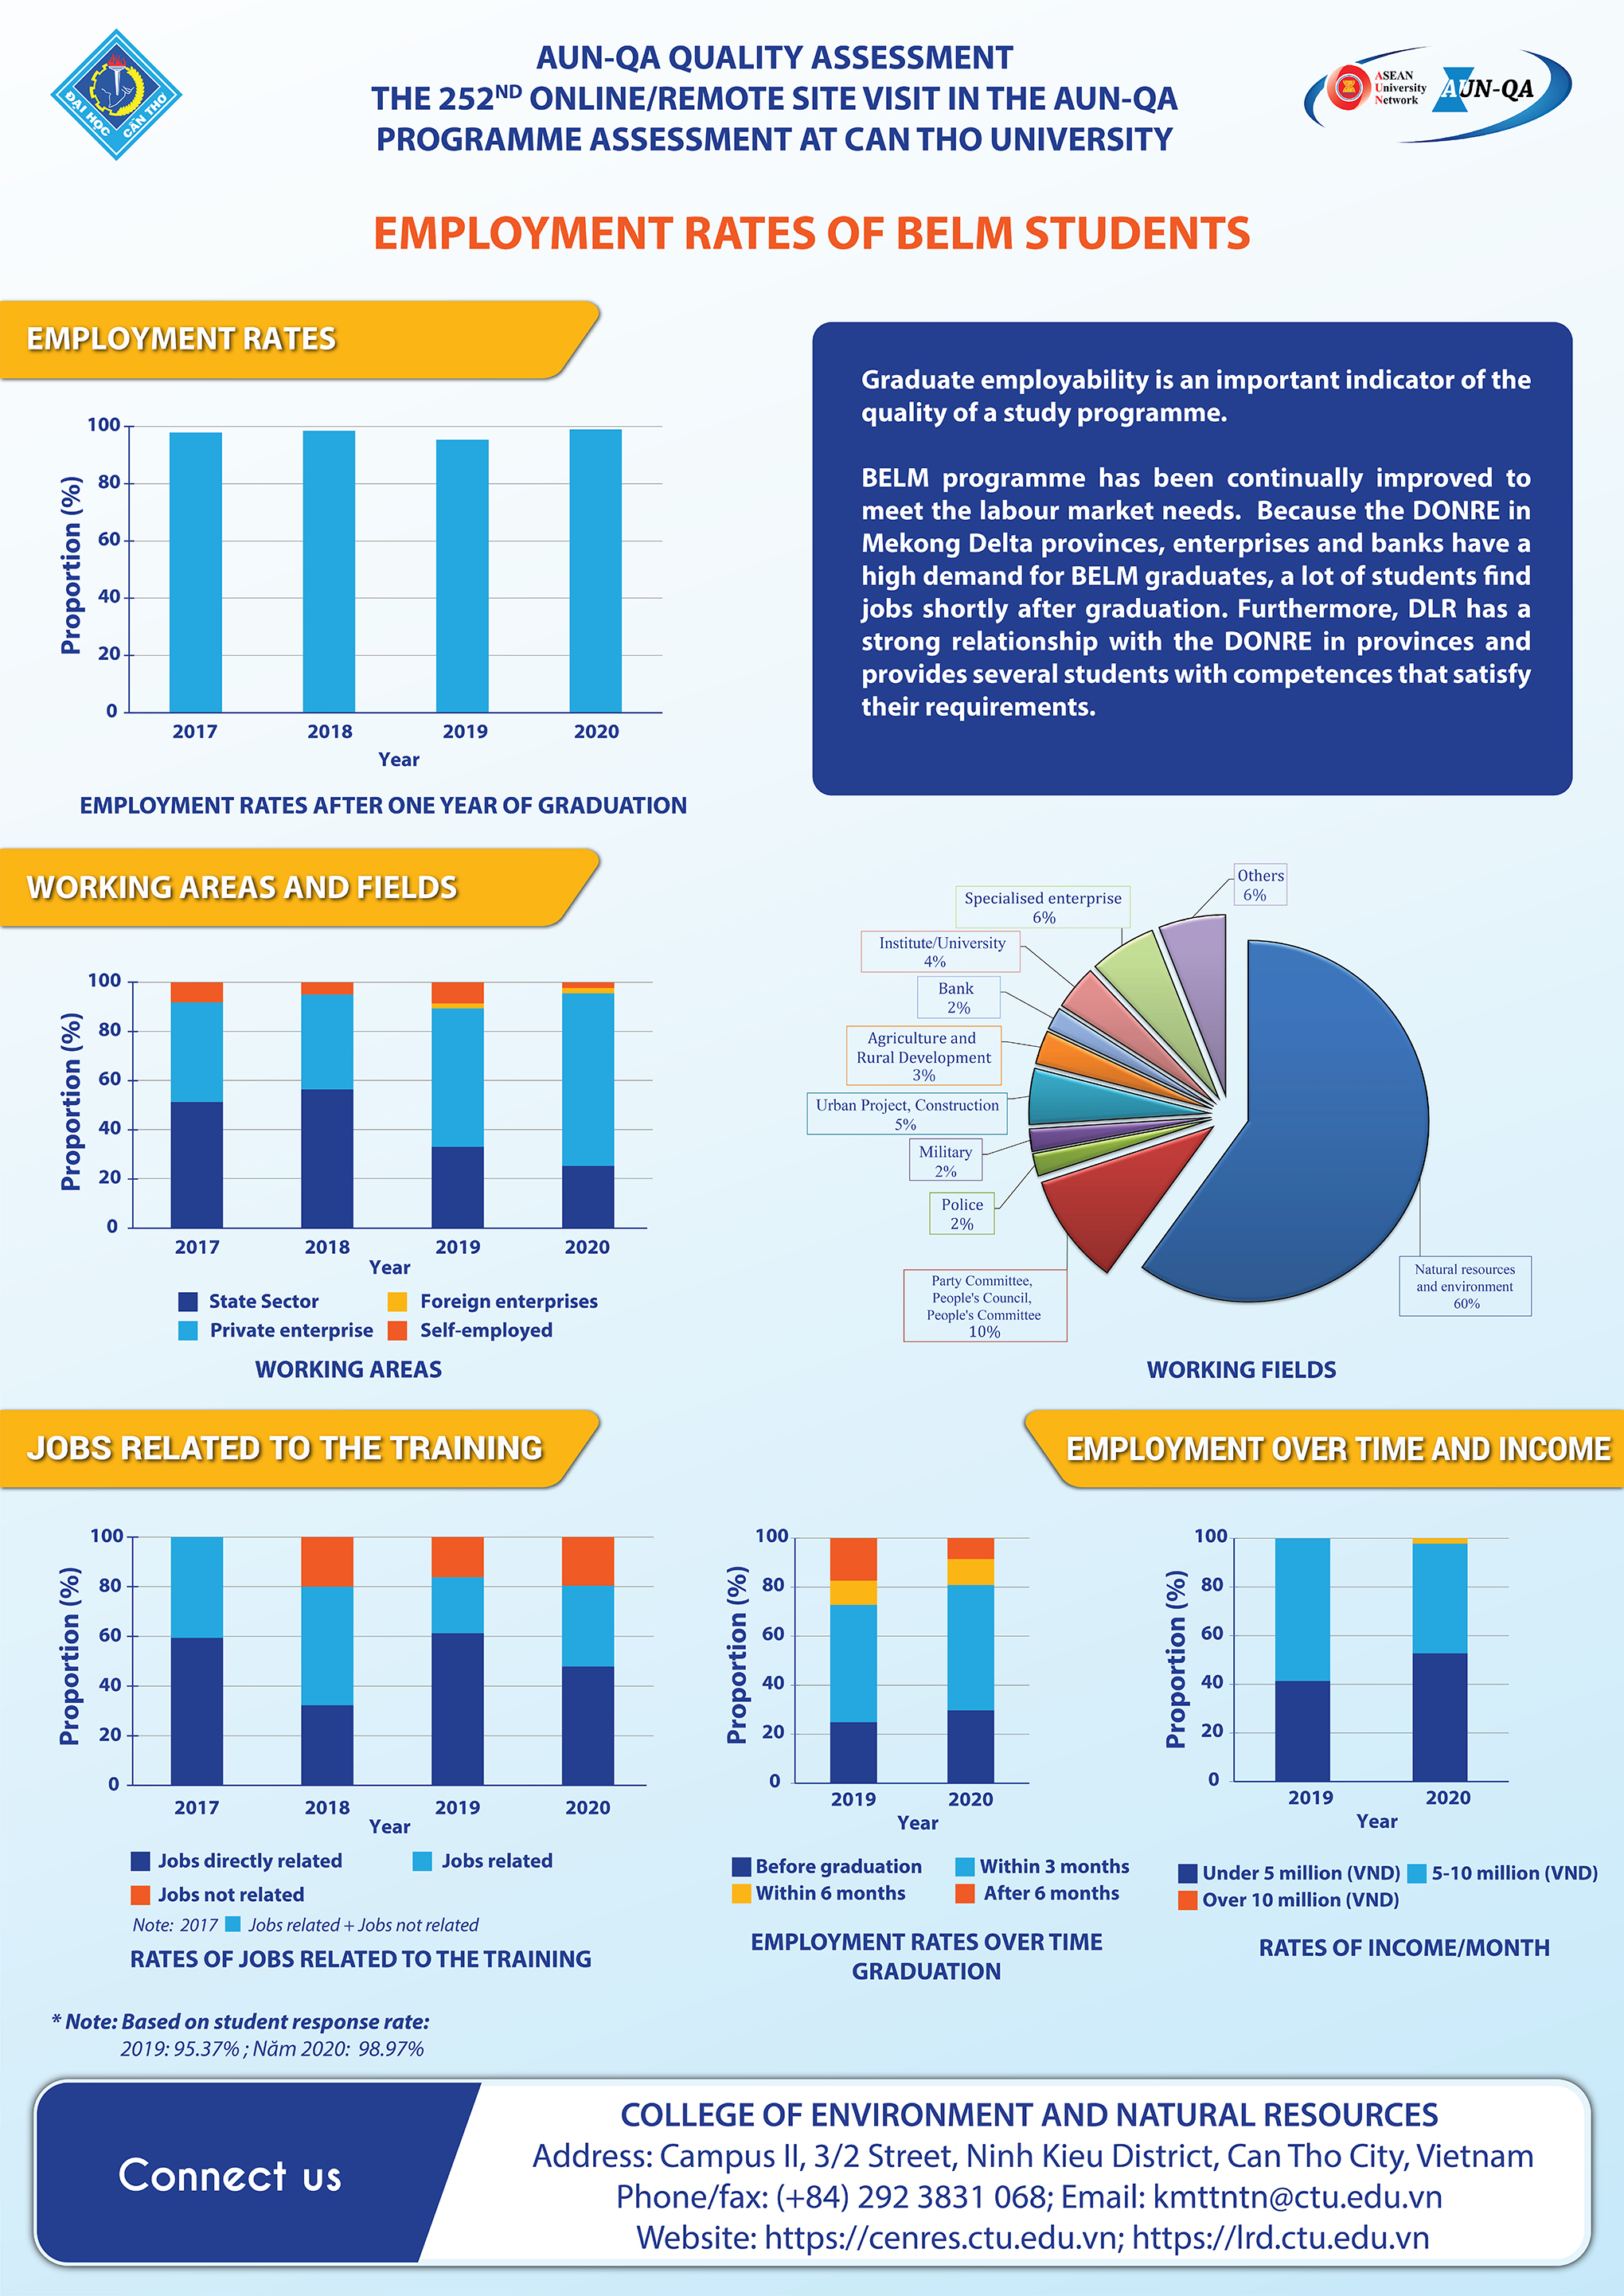 ĐẠI HỌC CẦN THƠ
AUN-QA QUALITY ASSESSMENT
THE 252ND ONLINE/REMOTE SITE VISIT IN THE AUN-QA
PROGRAMME ASSESSMENT AT CAN THO UNIVERSITY
ASEAN
University
Network
AUN-QA
EMPLOYMENT RATES OF BELM STUDENTS
EMPLOYMENT RATES
Proportion (%)
100
80
60
40
20
0
2017 2018 2019 2020
Year
EMPLOYMENT RATES AFTER ONE YEAR OF GRADUATION
Graduate employability is an important indicator of the
quality of a study programme.
BELM programme has been continually improved to
meet the labour market needs. Because the DONRE in
Mekong Delta provinces, enterprises and banks have a
high demand for BELM graduates, a lot of students find
jobs shortly after graduation. Furthermore, DLR has a
strong relationship with the DONRE in provinces and
provides several students with competences that satisfy
their requirements.
WORKING AREAS AND FIELDS
Proportion (%)
100
80
60
40
20
0
2017 2018 2019 2020
Year
State Sector Foreign enterprises
Private enterprise Self-employed
WORKING AREAS
Others
6%
Specialised enterprise
6%
Institute/University
4%
Bank
2%
Agriculture and
Rural Development
3%
Urban Project, Construction
5%
Military
2%
Police
2%
Party Committee,
People's Council,
People's Committee
10%
Natural resources
and environment
60%
WORKING FIELDS
JOBS RELATED TO THE TRAINING
Proportion (%)
100
80
60
40
20
0
2017 2018 2019 2020
Year
Jobs directly related Jobs related
Jobs not related
Note: 2017 Jobs related + Jobs not related
RATES OF JOBS RELATED TO THE TRAINING
EMPLOYMENT OVER TIME AND INCOME
Proportion (%)
100
80
60
40
20
0
2019 2020
Year
Before graduation Within 3 months
Within 6 months After 6 months
EMPLOYMENT RATES OVER TIME
GRADUATION
Proportion (%)
100
80
60
40
20
0
2019 2020
Year
Under 5 million (VND) 5-10 million (VND)
Over 10 million (VND)
RATES OF INCOME/MONTH
* Note: Based on student response rate:
2019: 95.37% ; Năm 2020: 98.97%
Connect us
COLLEGE OF ENVIRONMENT AND NATURAL RESOURCES
Address: Campus II, 3/2 Street, Ninh Kieu District, Can Tho City, Vietnam
Phone/fax: (+84) 292 3831 068; Email: kmttntn@ctu.edu.vn
Website: https://cenres.ctu.edu.vn; https://lrd.ctu.edu.vn